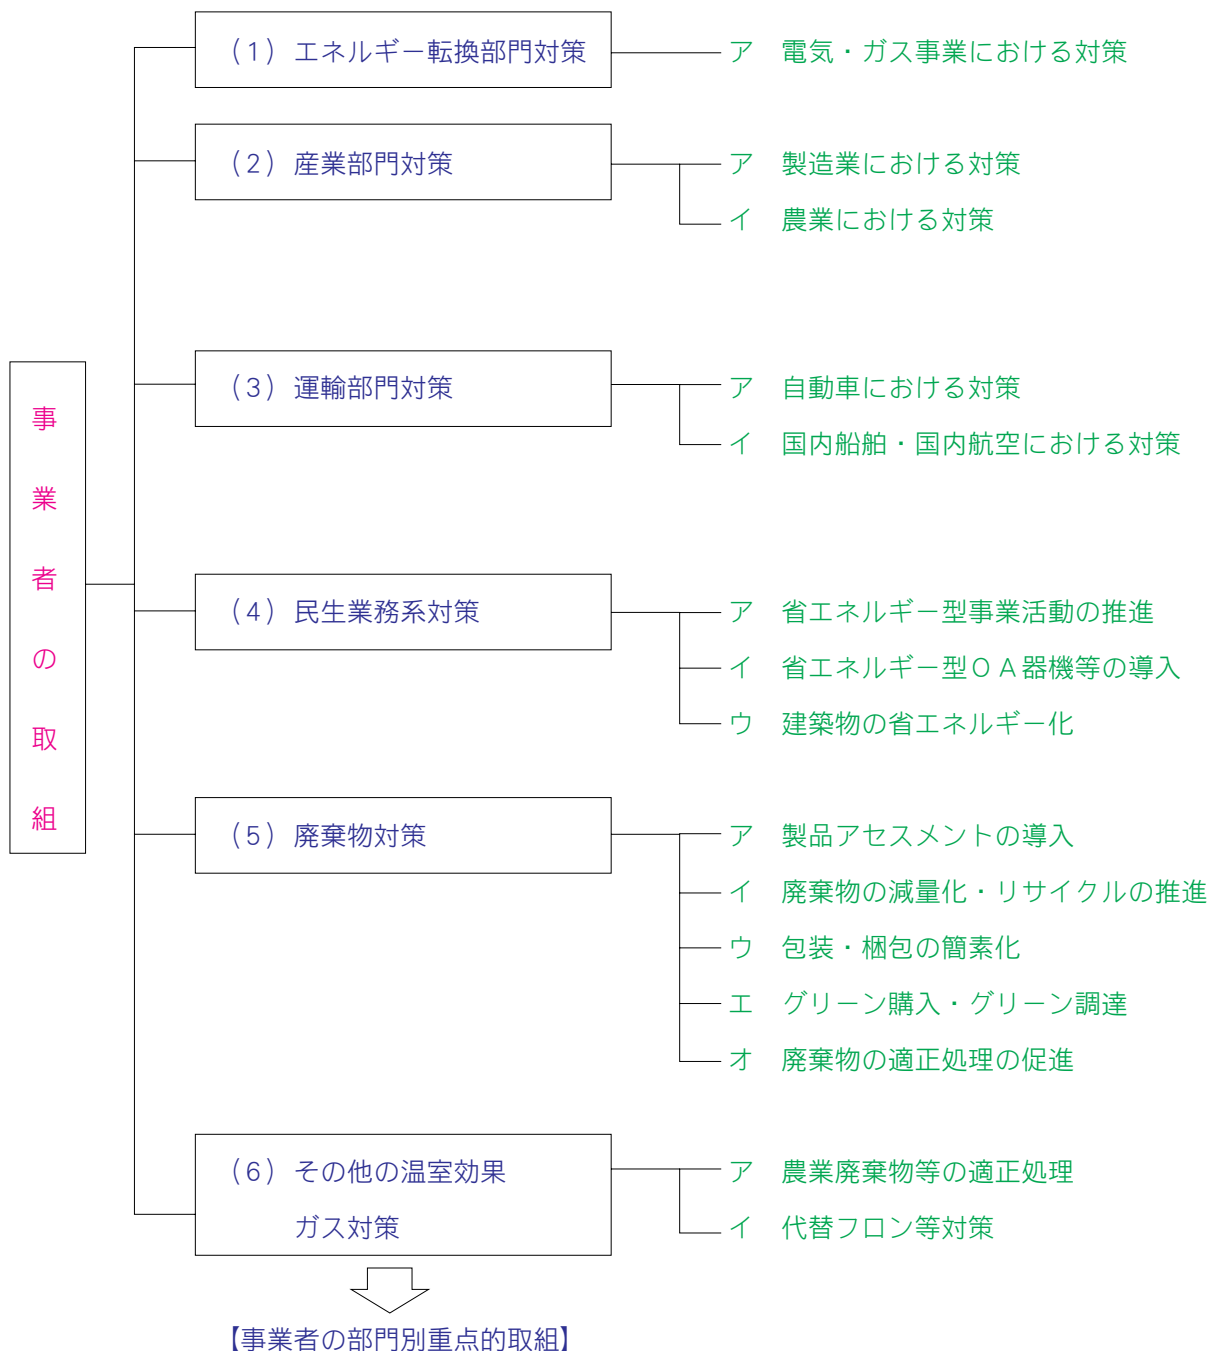 事業者の取組
（1）エネルギー転換部門対策
ア　電気・ガス事業における対策
（2）産業部門対策
ア　製造業における対策
イ　農業における対策
（3）運輸部門対策
ア　自動車における対策
イ　国内船舶・国内航空における対策
（4）民生業務系対策
ア　省エネルギー型事業活動の推進
イ　省エネルギー型ＯＡ器機等の導入
ウ　建築物の省エネルギー化
（5）廃棄物対策
ア　製品アセスメントの導入
イ　廃棄物の減量化・リサイクルの推進
ウ　包装・梱包の簡素化
エ　グリーン購入・グリーン調達
オ　廃棄物の適正処理の促進
（6）その他の温室効果
ガス対策
ア　農業廃棄物等の適正処理
イ　代替フロン等対策
【事業者の部門別重点的取組】